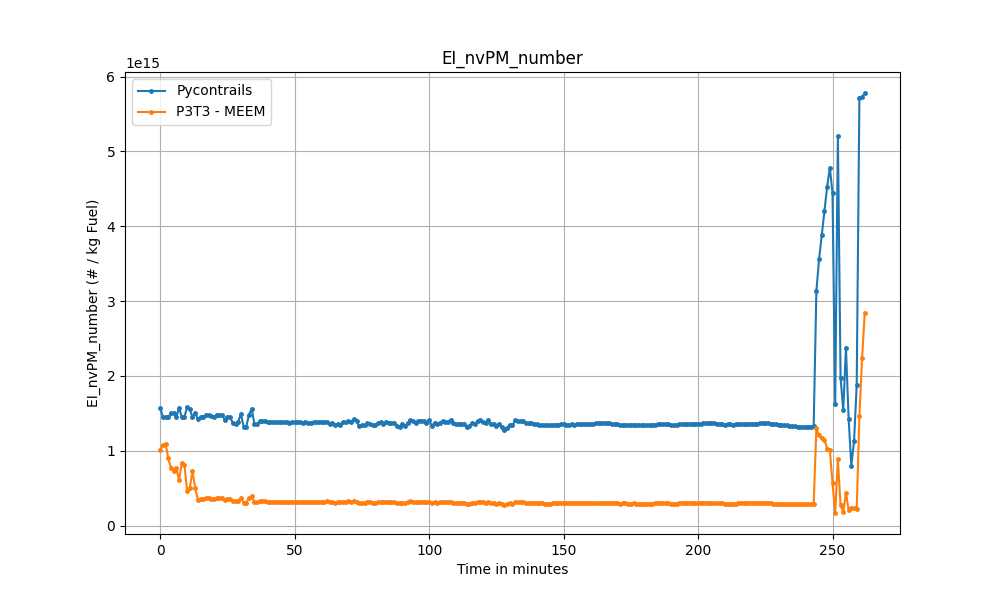 EI_nvPM_number
1e15
Pycontrails
P3T3 - MEEM
EI_nvPM_number (# / kg Fuel)
6
5
4
3
2
1
0
0 50 100 150 200 250
Time in minutes